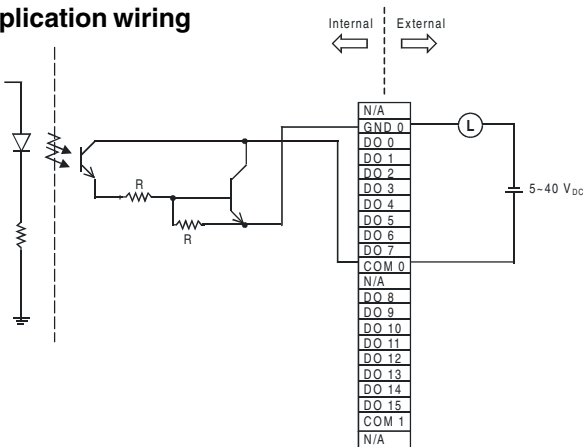 plication wiring
Internal External
R
R
N/A
GND 0
DO 0
DO 1
DO 2
DO 3
DO 4
DO 5
DO 6
DO 7
COM 0
N/A
DO 8
DO 9
DO 10
DO 11
DO 12
DO 13
DO 14
DO 15
COM 1
N/A
L
5~40 VDC